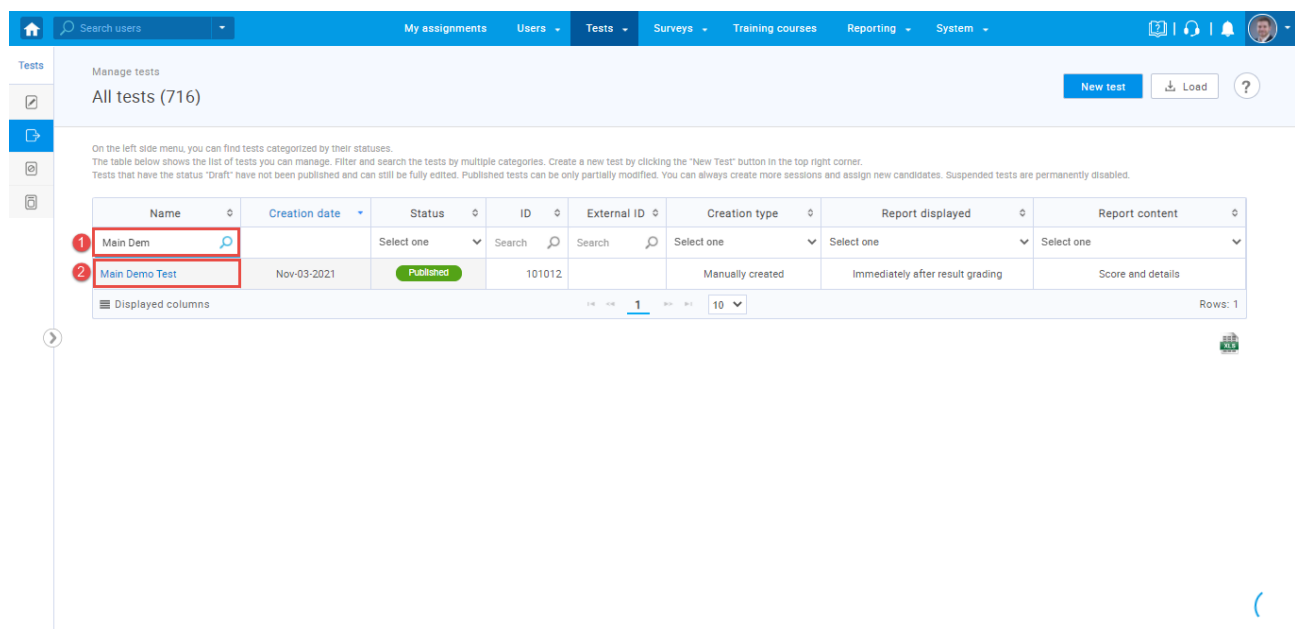 Search users
My assignments Users Tests Surveys Training courses Reporting System
Tests
Manage tests
All tests (716)
New test Load ?
On the left side menu, you can find tests categorized by their statuses.
The table below shows the list of tests you can manage. Filter and search the tests by multiple categories. Create a new test by clicking the "New Test" button in the top right corner.
Tests that have the status "Draft" have not been published and can still be fully edited. Published tests can be only partially modified. You can always create more sessions and assign new candidates. Suspended tests are permanently disabled.
Name Creation date Status ID External ID Creation type Report displayed Report content
1 Main Dem Select one Search Search Select one Select one Select one
2 Main Demo Test Nov-03-2021 Published 101012 Manually created Immediately after result grading Score and details
Displayed columns 1 10 Rows: 1
XLS